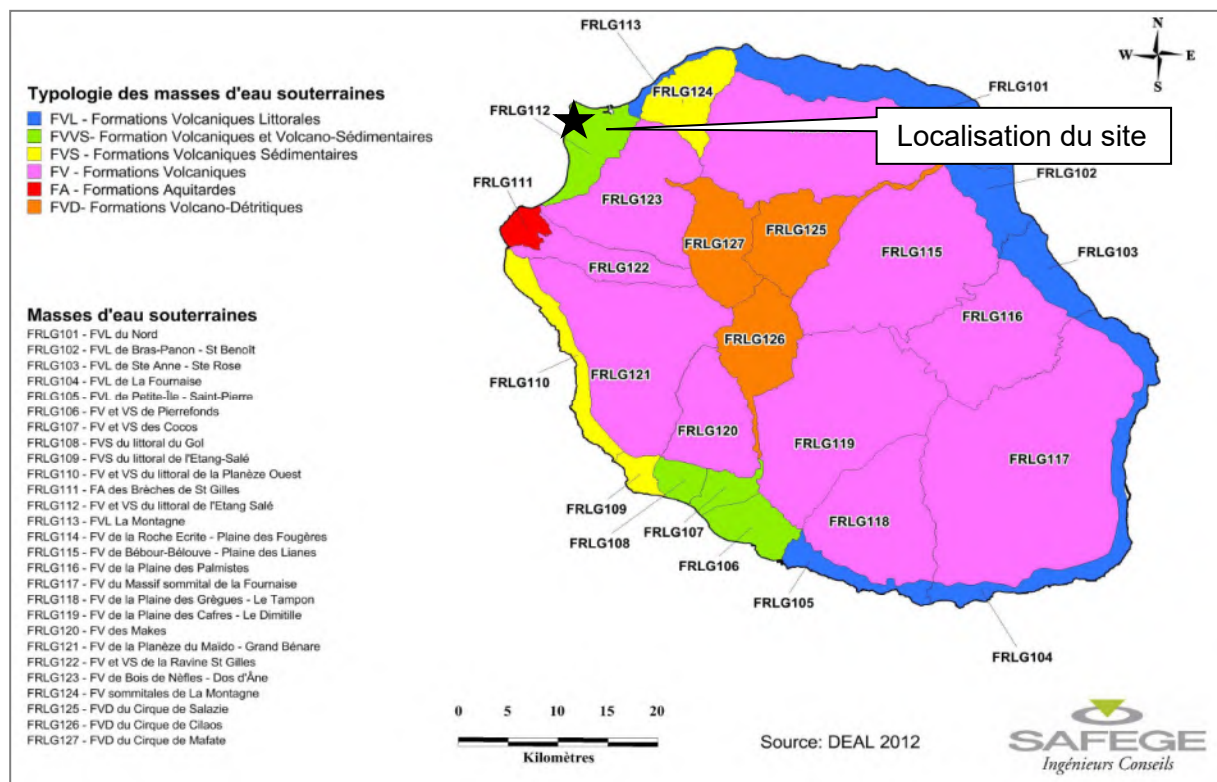 Typologie des masses d'eau souterraines
FVL - Formations Volcaniques Littorales
FVVS- Formation Volcaniques et Volcano-Sédimentaires
FVS - Formations Volcaniques Sédimentaires
FV - Formations Volcaniques
FA - Formations Aquitardes
FVD- Formations Volcano-Détritiques
Masses d'eau souterraines
FRLG101 - FVL du Nord
FRLG102 - FVL de Bras-Panon - St Benoît
FRLG103 - FVL de Ste Anne - Ste Rose
FRLG104 - FVL de La Fournaise
FRLG105 - FVL de Petite-Île - Saint-Pierre
FRLG106 - FV et VS de Pierrefonds
FRLG107 - FV et VS des Cocos
FRLG108 - FVS du littoral du Gol
FRLG109 - FVS du littoral de l'Etang-Salé
FRLG110 - FV et VS du littoral de la Planèze Ouest
FRLG111 - FA des Brèches de St Gilles
FRLG112 - FV et VS du littoral de l'Etang Salé
FRLG113 - FVL La Montagne
FRLG114 - FV de la Roche Ecrite - Plaine des Fougères
FRLG115 - FV de Bébour-Bélouve - Plaine des Lianes
FRLG116 - FV de la Plaine des Palmistes
FRLG117 - FV du Massif sommital de la Fournaise
FRLG118 - FV de la Plaine des Grègues - Le Tampon
FRLG119 - FV de la Plaine des Cafres - Le Dimitille
FRLG120 - FV des Makes
FRLG121 - FV de la Planèze du Maïdo - Grand Bénare
FRLG122 - FV et VS de la Ravine St Gilles
FRLG123 - FV de Bois de Nèfles - Dos d'Âne
FRLG124 - FV sommitales de La Montagne
FRLG125 - FVD du Cirque de Salazie
FRLG126 - FVD du Cirque de Cilaos
FRLG127 - FVD du Cirque de Mafate
FRLG113
N
W
E
S
FRLG124
FRLG101
FRLG112
Localisation du site
FRLG102
FRLG111
FRLG123
FRLG127
FRLG125
FRLG115
FRLG103
FRLG122
FRLG116
FRLG126
FRLG110
FRLG121
FRLG120
FRLG119
FRLG117
FRLG109
FRLG118
FRLG107
FRLG108
FRLG106
FRLG105
FRLG104
0 5 10 15 20
Kilomètres
Source: DEAL 2012
SAFEGE
Ingénieurs Conseils